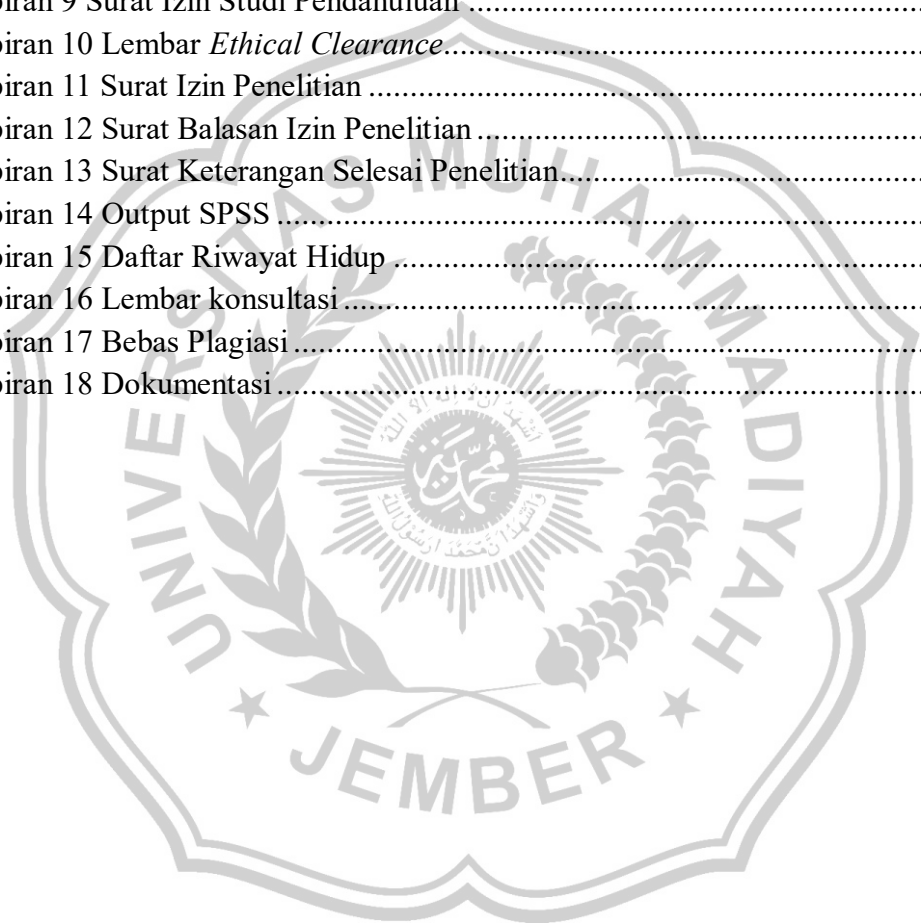 piran 9 Surat Izin Studi Pendahuluan ........................................................
piran 10 Lembar Ethical Clearance........................................................
piran 11 Surat Izin Penelitian ........................................................
piran 12 Surat Balasan Izin Penelitian ........................................................
piran 13 Surat Keterangan Selesai Penelitian........................................................
piran 14 Output SPSS ........................................................
piran 15 Daftar Riwayat Hidup ........................................................
piran 16 Lembar konsultasi ........................................................
piran 17 Bebas Plagiasi ........................................................
piran 18 Dokumentasi ........................................................
UNIVERSITAS MUHAMMADIYAH
JEMBER